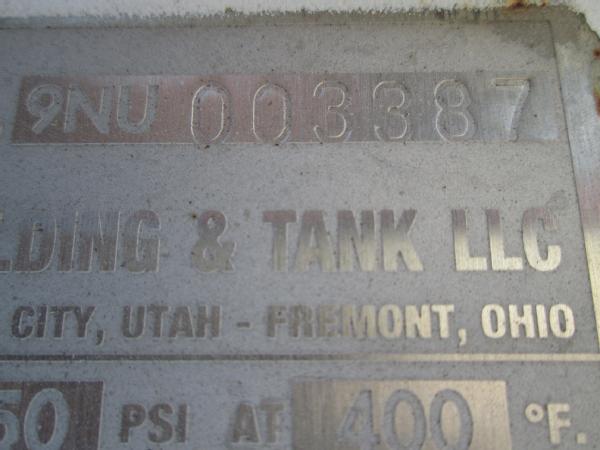 9NU 003387
LDING & TANK LLC
CITY, UTAH - FREMONT, OHIO
50 PSI AT 400 °F.